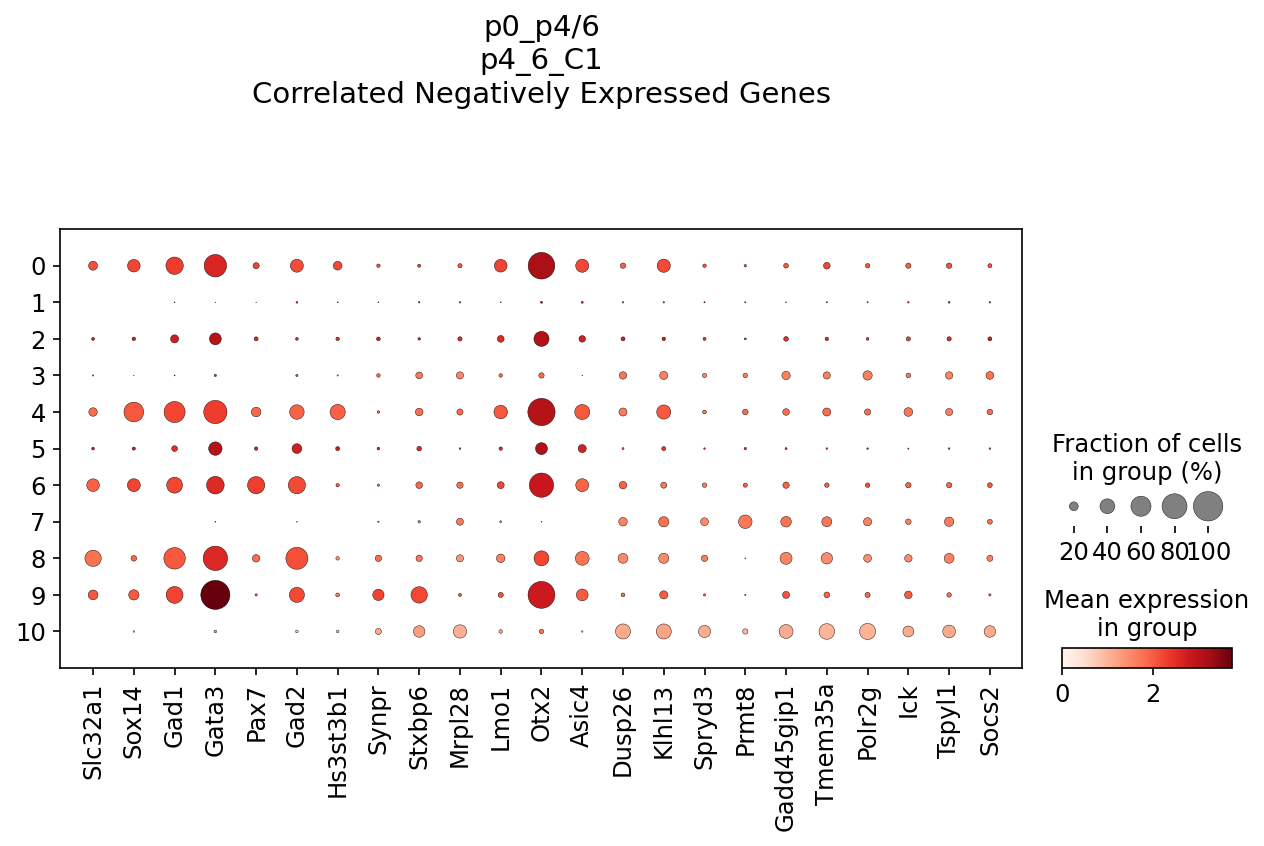 p0_p4/6
p4_6_C1
Correlated Negatively Expressed Genes
0
1
2
3
4
5
6
7
8
9
10
Slc32a1
Sox14
Gad1
Gata3
Pax7
Gad2
Hs3st3b1
Synpr
Stxbp6
Mrpl28
Lmo1
Otx2
Asic4
Dusp26
Klhl13
Spryd3
Prmt8
Gadd45gip1
Tmem35a
Polr2g
Ick
Tspyl1
Socs2
Fraction of cells
in group (%)
20 40 60 80 100
Mean expression
in group
0 2